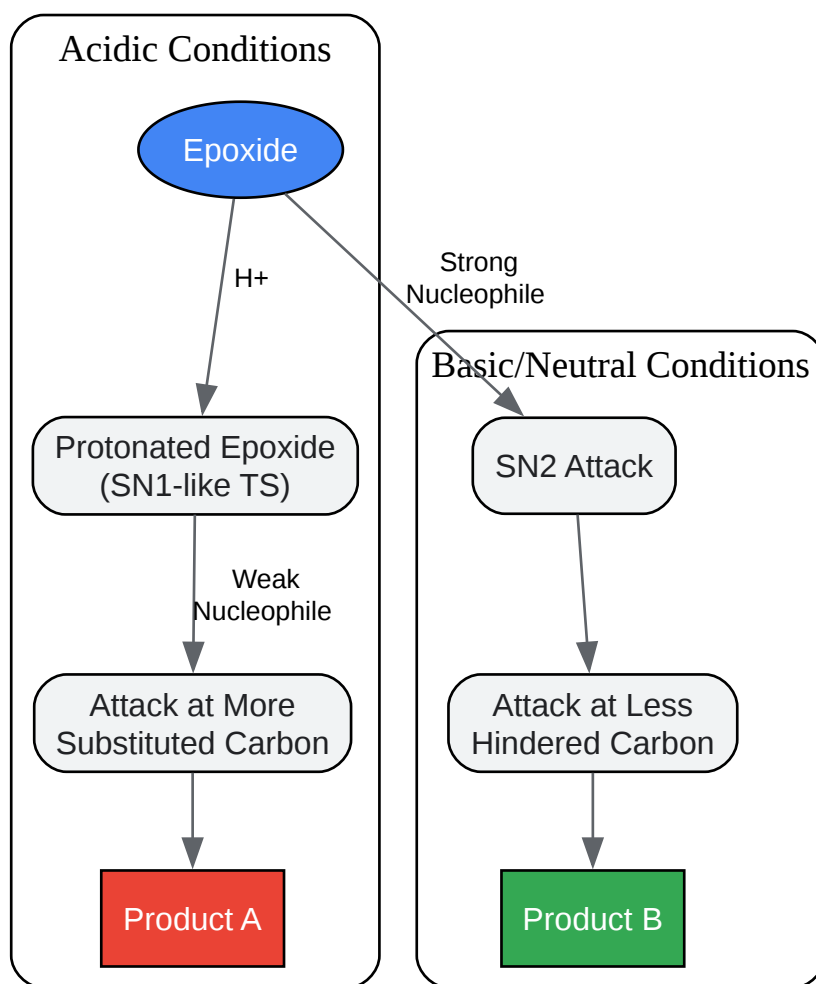 Acidic Conditions
Epoxide
H+
Strong
Nucleophile
Basic/Neutral Conditions
Protonated Epoxide
(SN1-like TS)
SN2 Attack
Weak
Nucleophile
Attack at More
Substituted Carbon
Attack at Less
Hindered Carbon
Product A
Product B